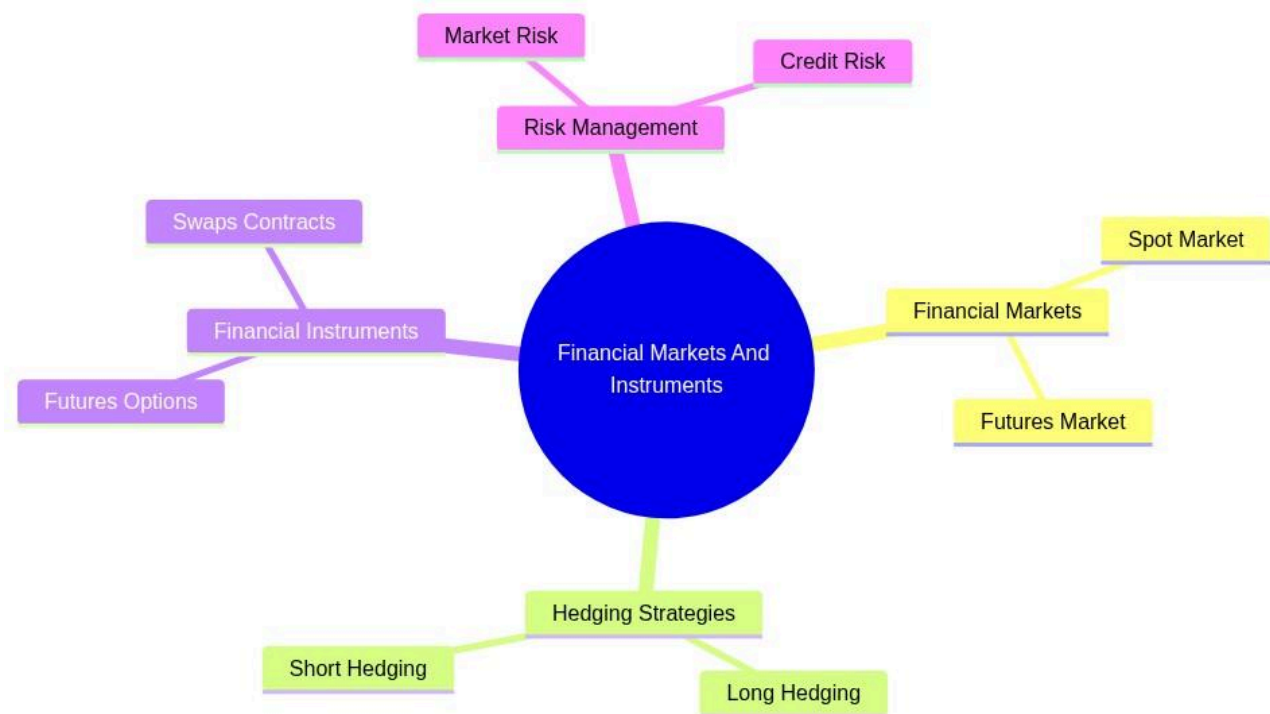 Market Risk
Credit Risk
Risk Management
Swaps Contracts
Spot Market
Financial Instruments
Financial Markets
Financial Markets And
Instruments
Futures Options
Futures Market
Hedging Strategies
Short Hedging
Long Hedging